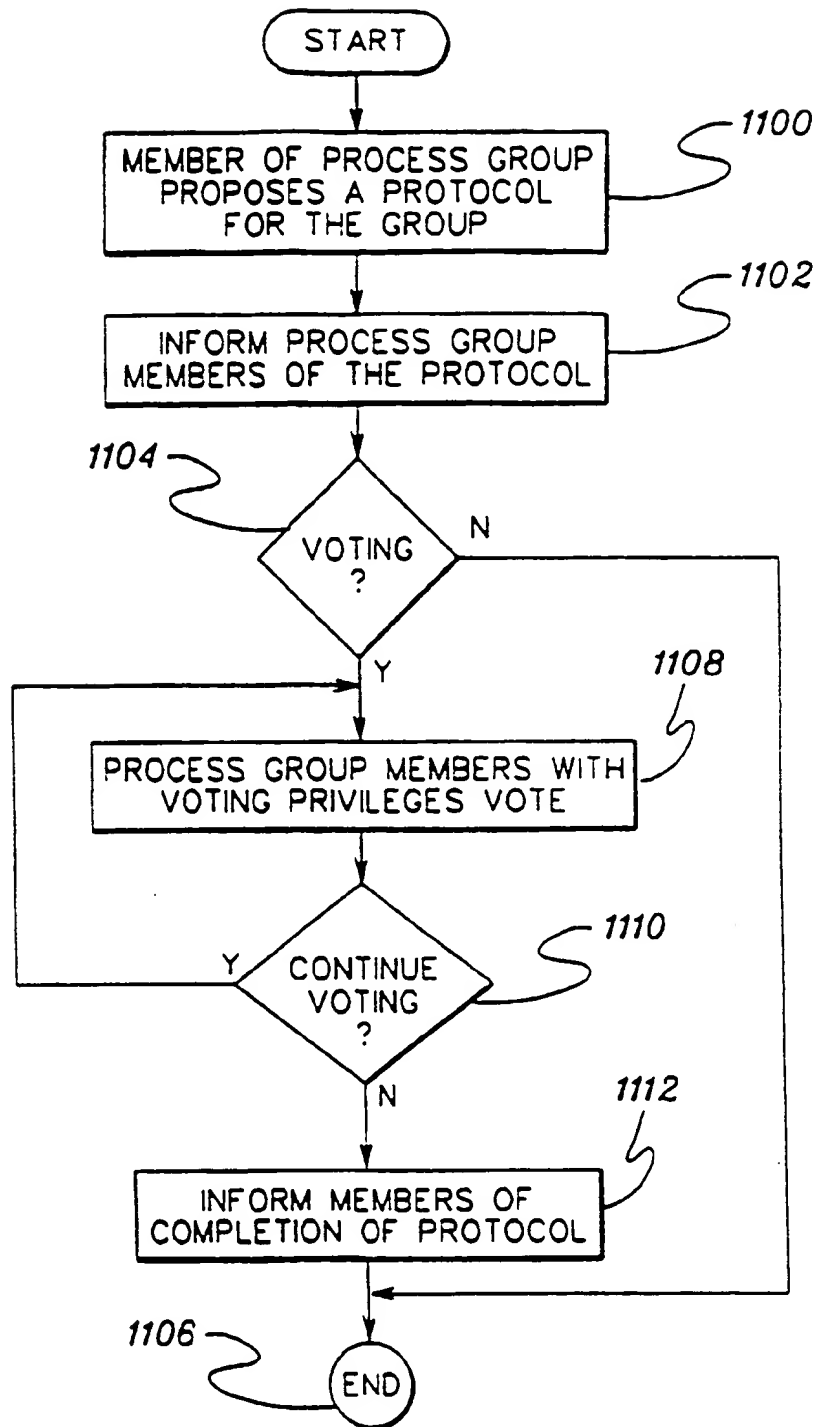 START
1100
MEMBER OF PROCESS GROUP
PROPOSES A PROTOCOL
FOR THE GROUP
1102
INFORM PROCESS GROUP
MEMBERS OF THE PROTOCOL
1104
VOTING
?
N
Y
1108
PROCESS GROUP MEMBERS WITH
VOTING PRIVILEGES VOTE
1110
Y
CONTINUE
VOTING
?
N
1112
INFORM MEMBERS OF
COMPLETION OF PROTOCOL
1106
END